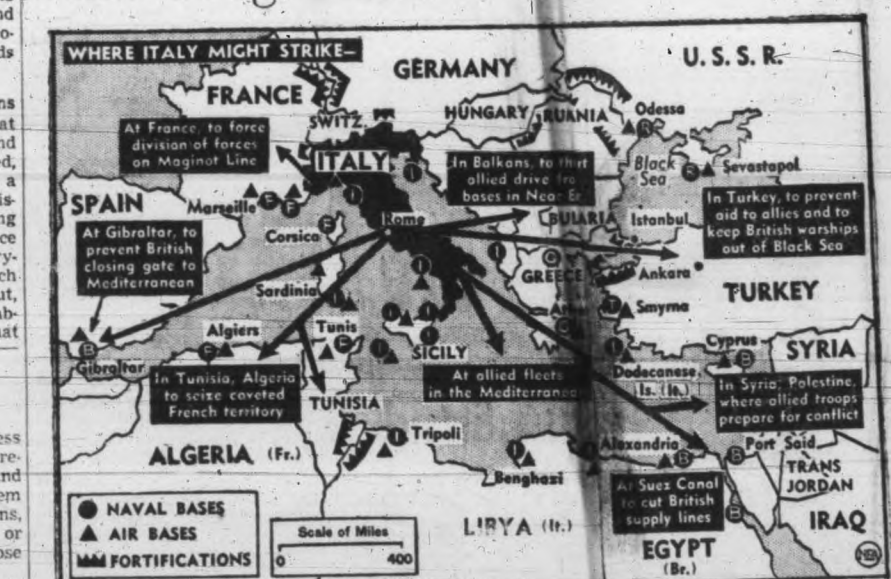 WHERE ITALY MIGHT STRIKE—
U. S. S. R.
GERMANY
FRANCE
SWITZ.
HUNGARY
RUANIA
Odessa
At France, to force
division of forces
on Maginot Line
ITALY
In Balkans, to
allied drive
bases in Near
Black
Sea
Sevastapol
SPAIN
Marseille
Corsica
Rome
BULARIA
Istanbul
In Turkey, to prevent
aid to allies and to
keep British warships
out of Black Sea
At Gibraltar, to
prevent British
closing gate to
Mediterranean
GREECE
Ankara
TURKEY
Sardinia
Smyrna
Algiers
Tunis
SICILY
Cyprus
SYRIA
Gibraltar
Dodecanese
Is. (It.)
In Tunisia, Algeria
to seize coveted
French territory
TUNISIA
At allied fleets
in the Mediterranean
In Syria, Palestine,
where allied troops
prepare for conflict
ALGERIA (Fr.)
Tripoli
Benghazi
Alexandria
Port Said
TRANS
JORDAN
At Suez Canal
to cut British
supply lines
IRAQ
LIBYA (It.)
EGYPT
(Br.)
NAVAL BASES
AIR BASES
FORTIFICATIONS
Scale of Miles
0 400
NEA